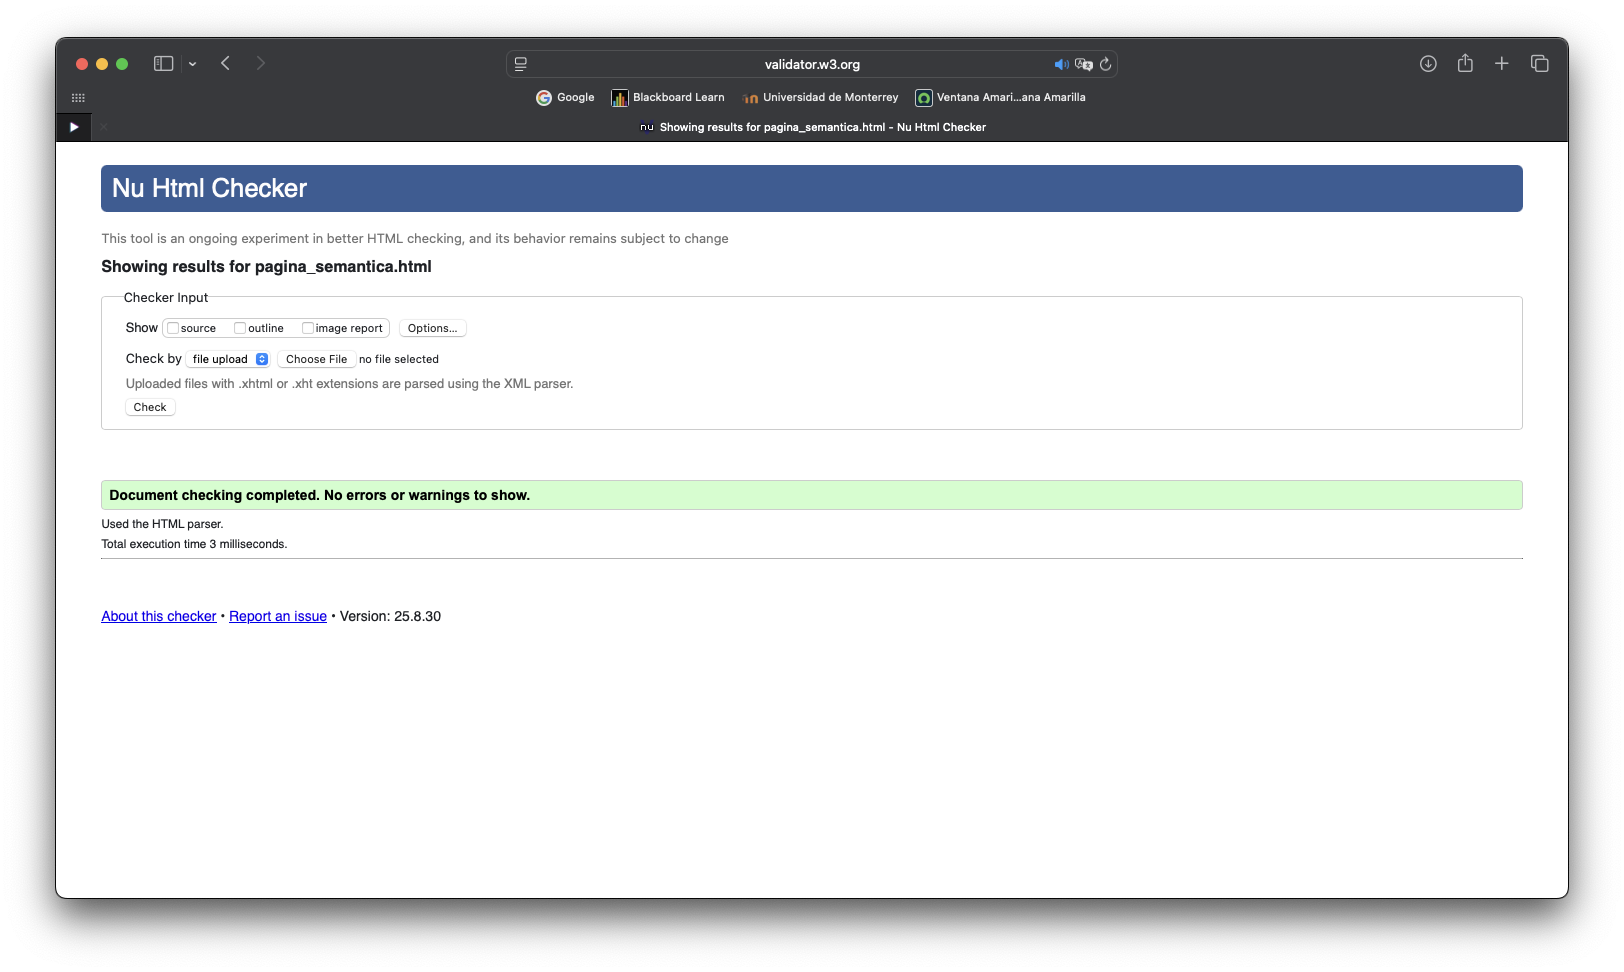 validator.w3.org
Google Blackboard Learn Universidad de Monterrey Ventana Amari...ana Amarilla
nu Showing results for pagina_semantica.html - Nu Html Checker
Nu Html Checker
This tool is an ongoing experiment in better HTML checking, and its behavior remains subject to change
Showing results for pagina_semantica.html
Checker Input
Show source outline image report Options...
Check by file upload Choose File no file selected
Uploaded files with .xhtml or .xht extensions are parsed using the XML parser.
Check
Document checking completed. No errors or warnings to show.
Used the HTML parser.
Total execution time 3 milliseconds.
About this checker • Report an issue • Version: 25.8.30